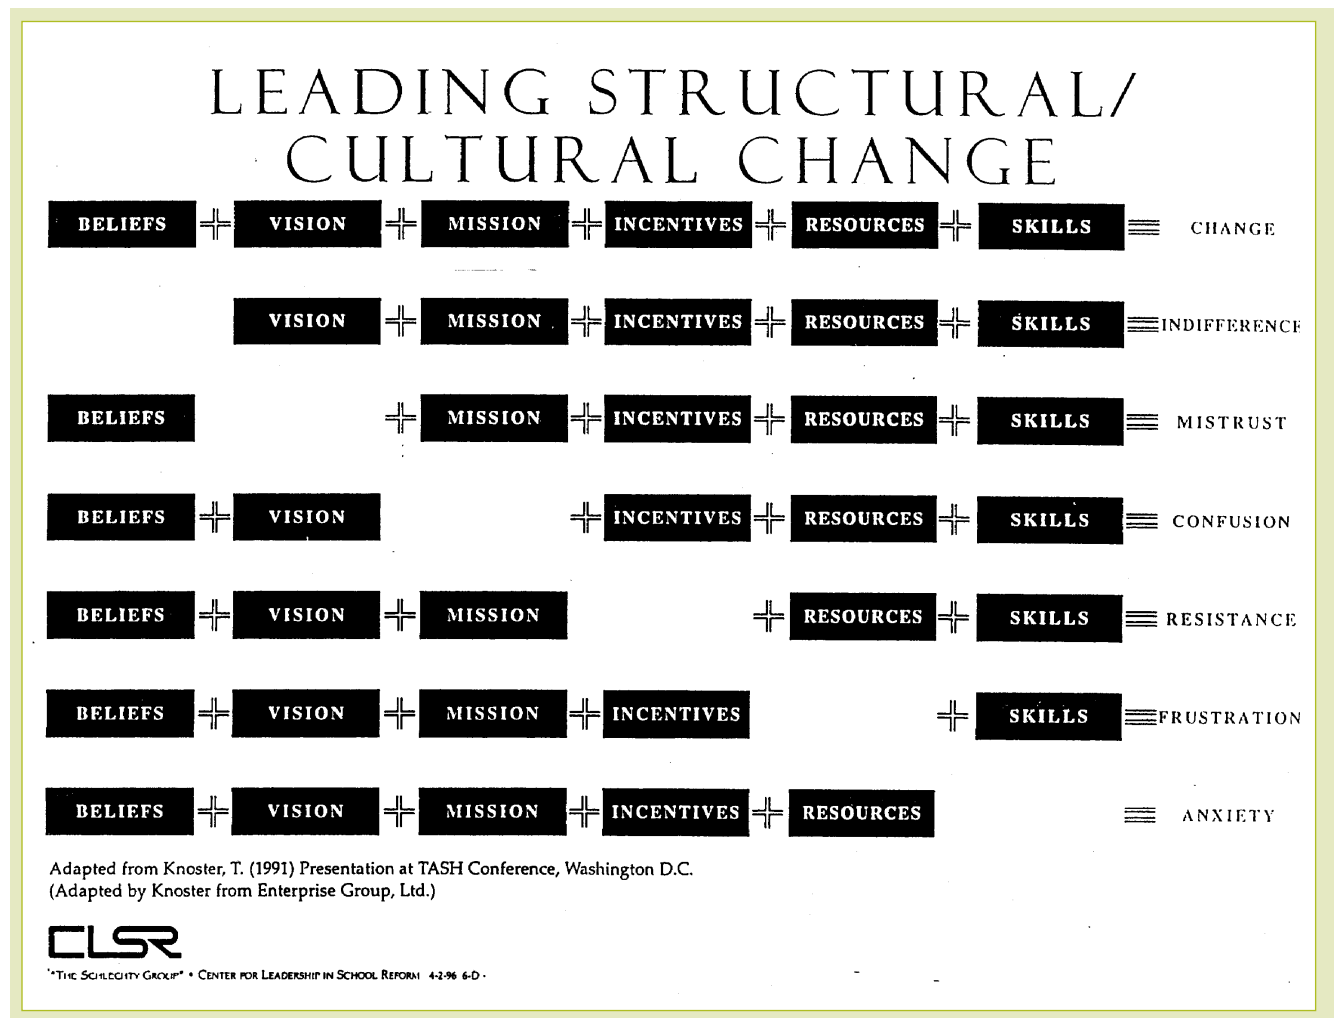 LEADING STRUCTURAL/
CULTURAL CHANGE
BELIEFS + VISION + MISSION + INCENTIVES + RESOURCES + SKILLS ≡ CHANGE
VISION + MISSION + INCENTIVES + RESOURCES + SKILLS ≡ INDIFFERENCE
BELIEFS + MISSION + INCENTIVES + RESOURCES + SKILLS ≡ MISTRUST
BELIEFS + VISION + INCENTIVES + RESOURCES + SKILLS ≡ CONFUSION
BELIEFS + VISION + MISSION + RESOURCES + SKILLS ≡ RESISTANCE
BELIEFS + VISION + MISSION + INCENTIVES + SKILLS ≡ FRUSTRATION
BELIEFS + VISION + MISSION + INCENTIVES + RESOURCES ≡ ANXIETY
Adapted from Knoster, T. (1991) Presentation at TASH Conference, Washington D.C.
(Adapted by Knoster from Enterprise Group, Ltd.)
CLSR
"THE SCHLECHTY GROUP" • CENTER FOR LEADERSHIP IN SCHOOL REFORM 4-2-96 6-D